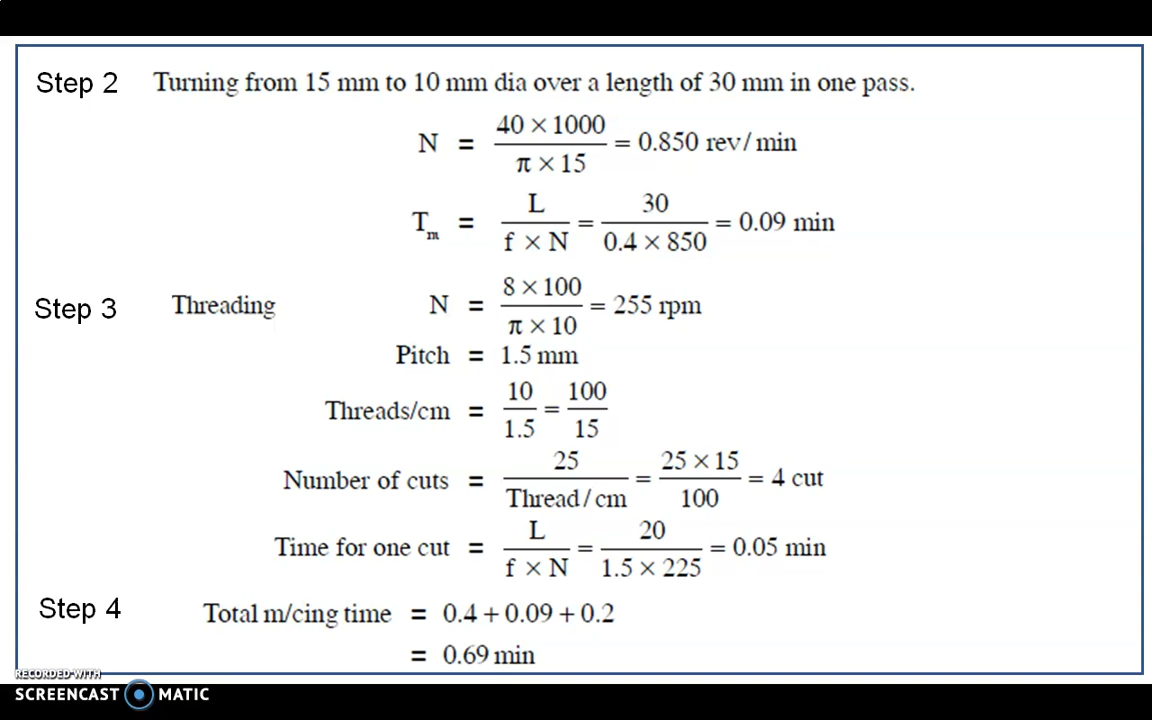 Step 2 Turning from 15 mm to 10 mm dia over a length of 30 mm in one pass.
N = 40 × 1000 / π × 15 = 0.850 rev/min
Tm = L / f × N = 30 / 0.4 × 850 = 0.09 min
Step 3 Threading N = 8 × 100 / π × 10 = 255 rpm
Pitch = 1.5 mm
Threads/cm = 10 / 1.5 = 100 / 15
Number of cuts = 25 / Thread/cm = 25 × 15 / 100 = 4 cut
Time for one cut = L / f × N = 20 / 1.5 × 225 = 0.05 min
Step 4 Total m/cing time = 0.4 + 0.09 + 0.2
= 0.69 min
RECORDED WITH
SCREENCAST MATIC